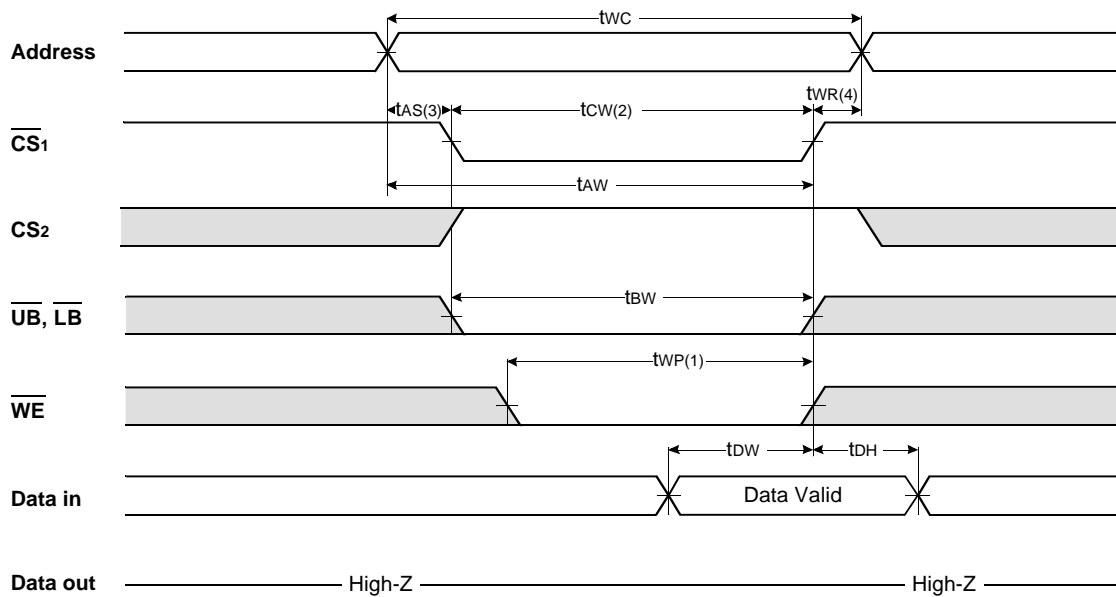 tWC
Address
tAS(3) tCW(2) tWR(4)
CS1
tAW
CS2
tBW
UB, LB
tWP(1)
WE
tDW tDH
Data in Data Valid
Data out High-Z High-Z